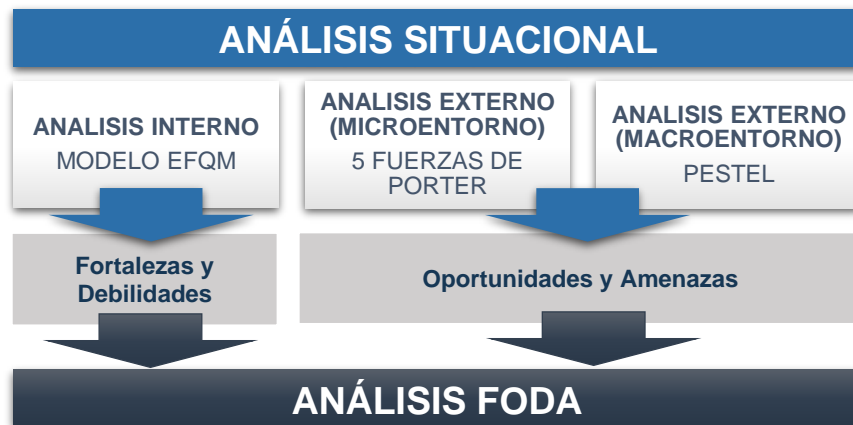 ANÁLISIS SITUACIONAL
ANALISIS INTERNO
MODELO EFQM
ANALISIS EXTERNO
(MICROENTORNO)
5 FUERZAS DE
PORTER
ANALISIS EXTERNO
(MACROENTORNO)
PESTEL
Fortalezas y
Debilidades
Oportunidades y Amenazas
ANÁLISIS FODA